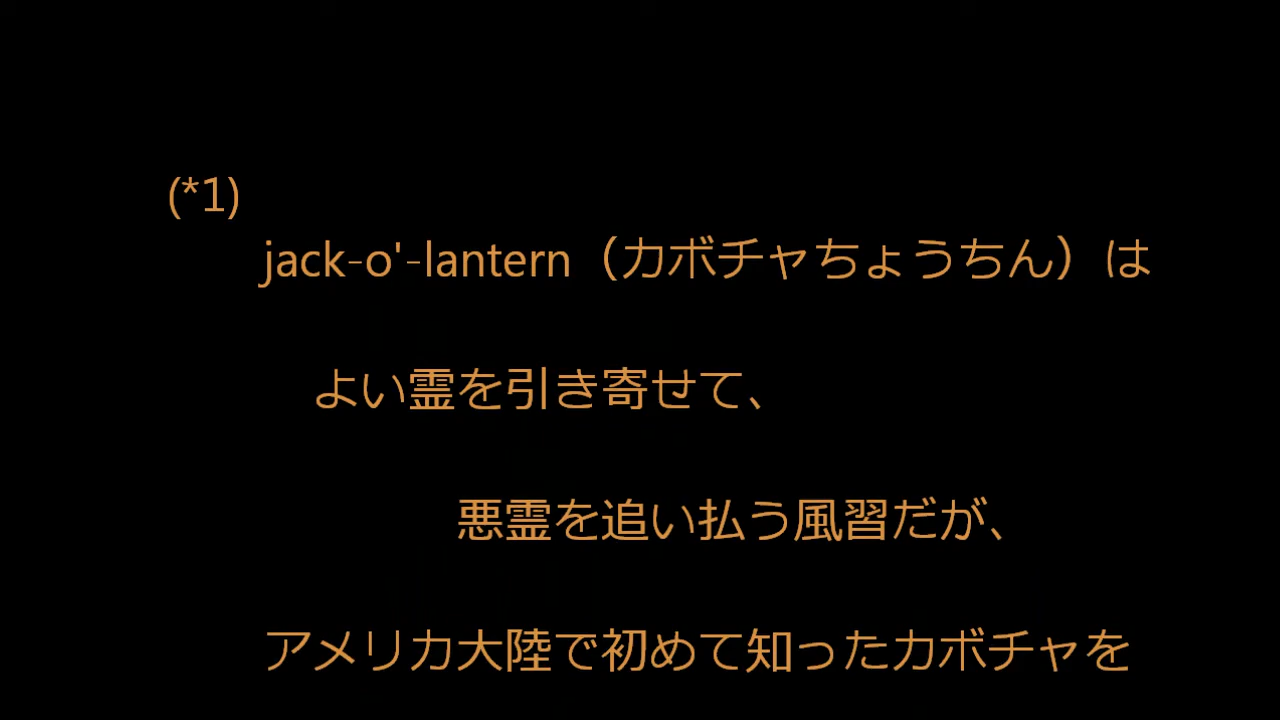 (*1)
jack-o'-lantern（カボチャちょうちん）は
よい霊を引き寄せて、
悪霊を追い払う風習だが、
アメリカ大陸で初めて知ったカボチャを